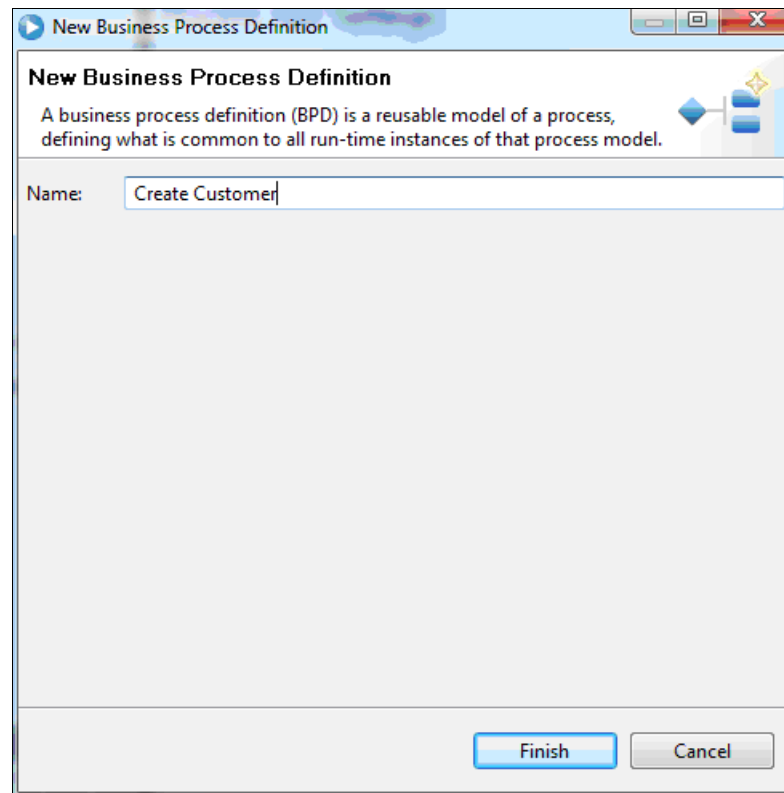 New Business Process Definition
New Business Process Definition
A business process definition (BPD) is a reusable model of a process,
defining what is common to all run-time instances of that process model.
Name: Create Customer
Finish Cancel